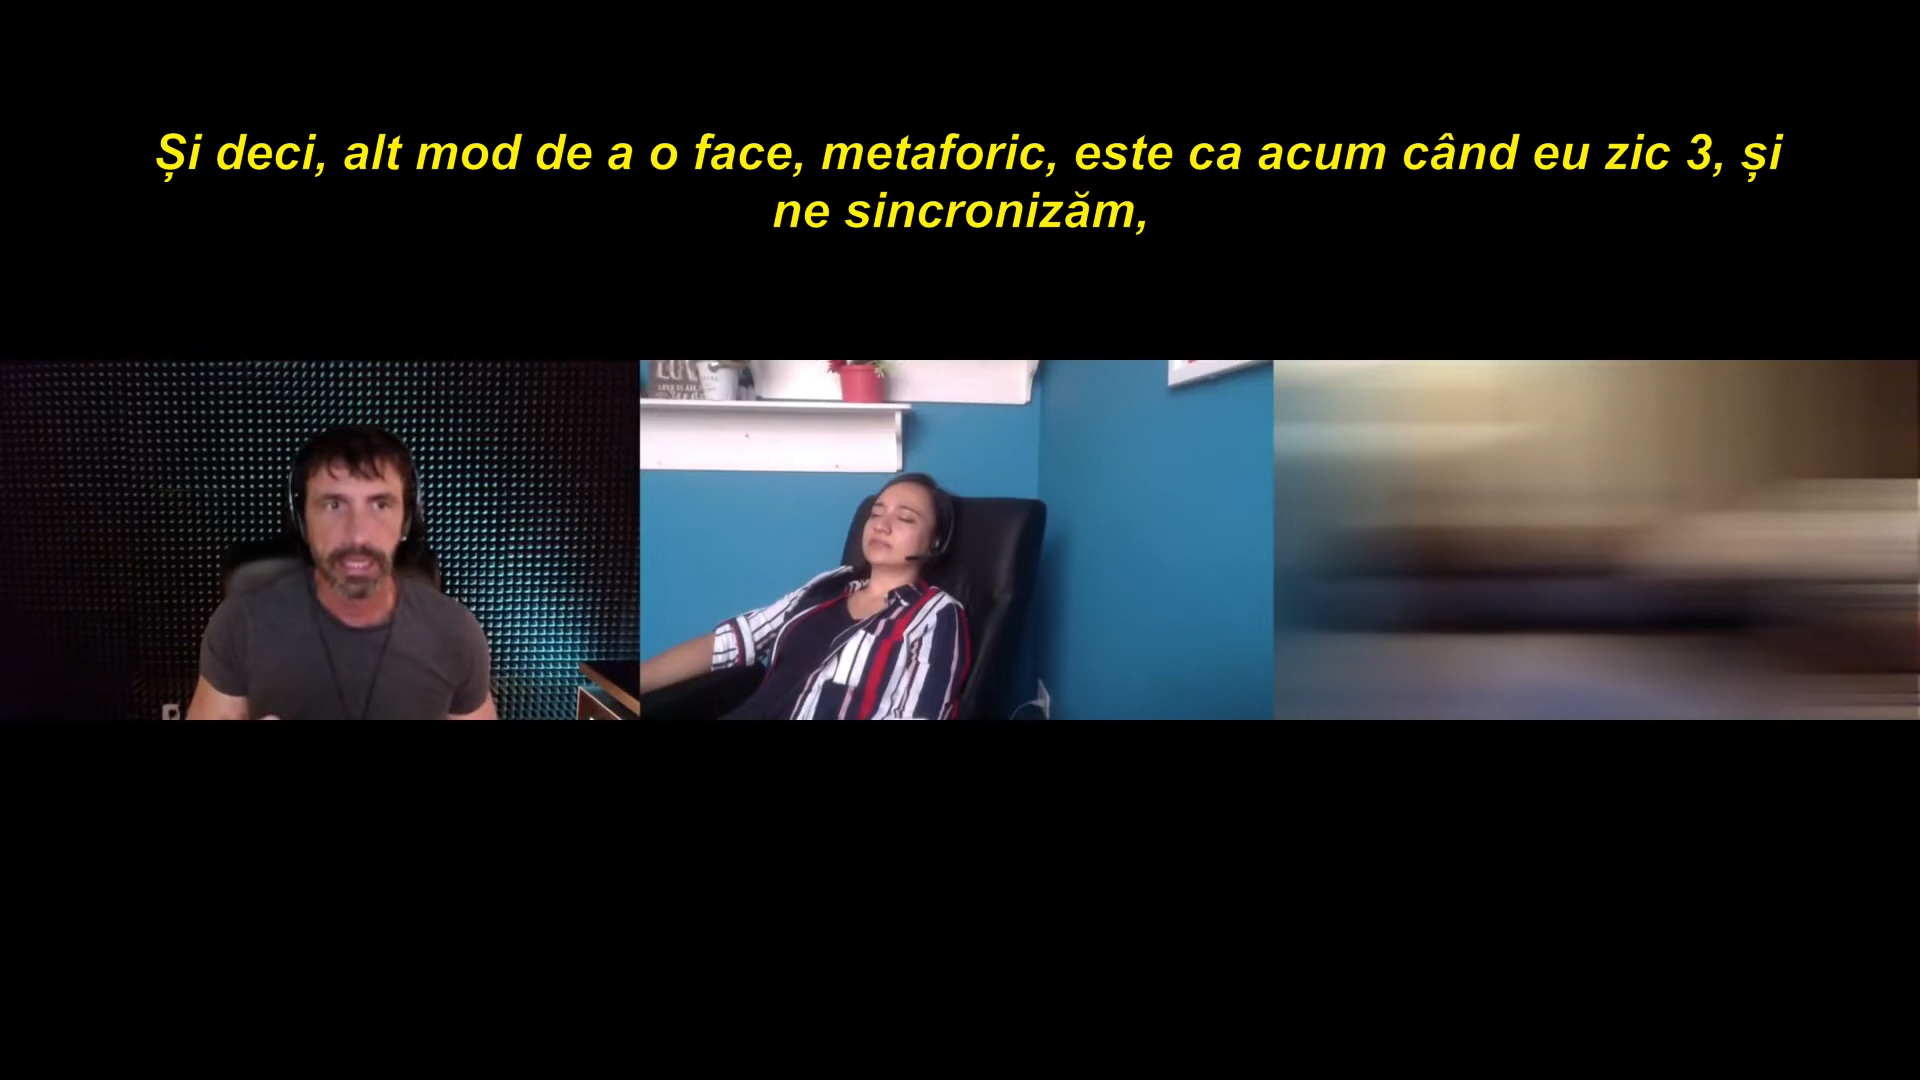 Și deci, alt mod de a o face, metaforic, este ca acum când eu zic 3, și
ne sincronizăm,